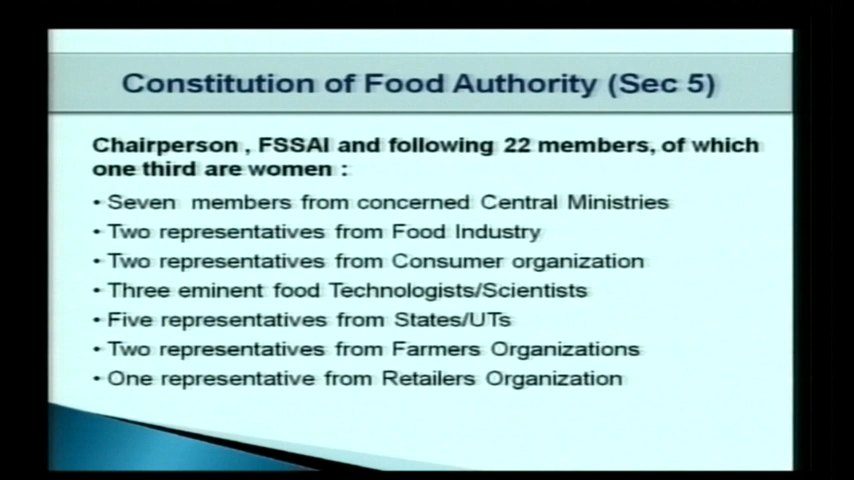 Constitution of Food Authority (Sec 5)
Chairperson , FSSAI and following 22 members, of which
one third are women :
• Seven members from concerned Central Ministries
• Two representatives from Food Industry
• Two representatives from Consumer organization
• Three eminent food Technologists/Scientists
• Five representatives from States/UTs
• Two representatives from Farmers Organizations
• One representative from Retailers Organization